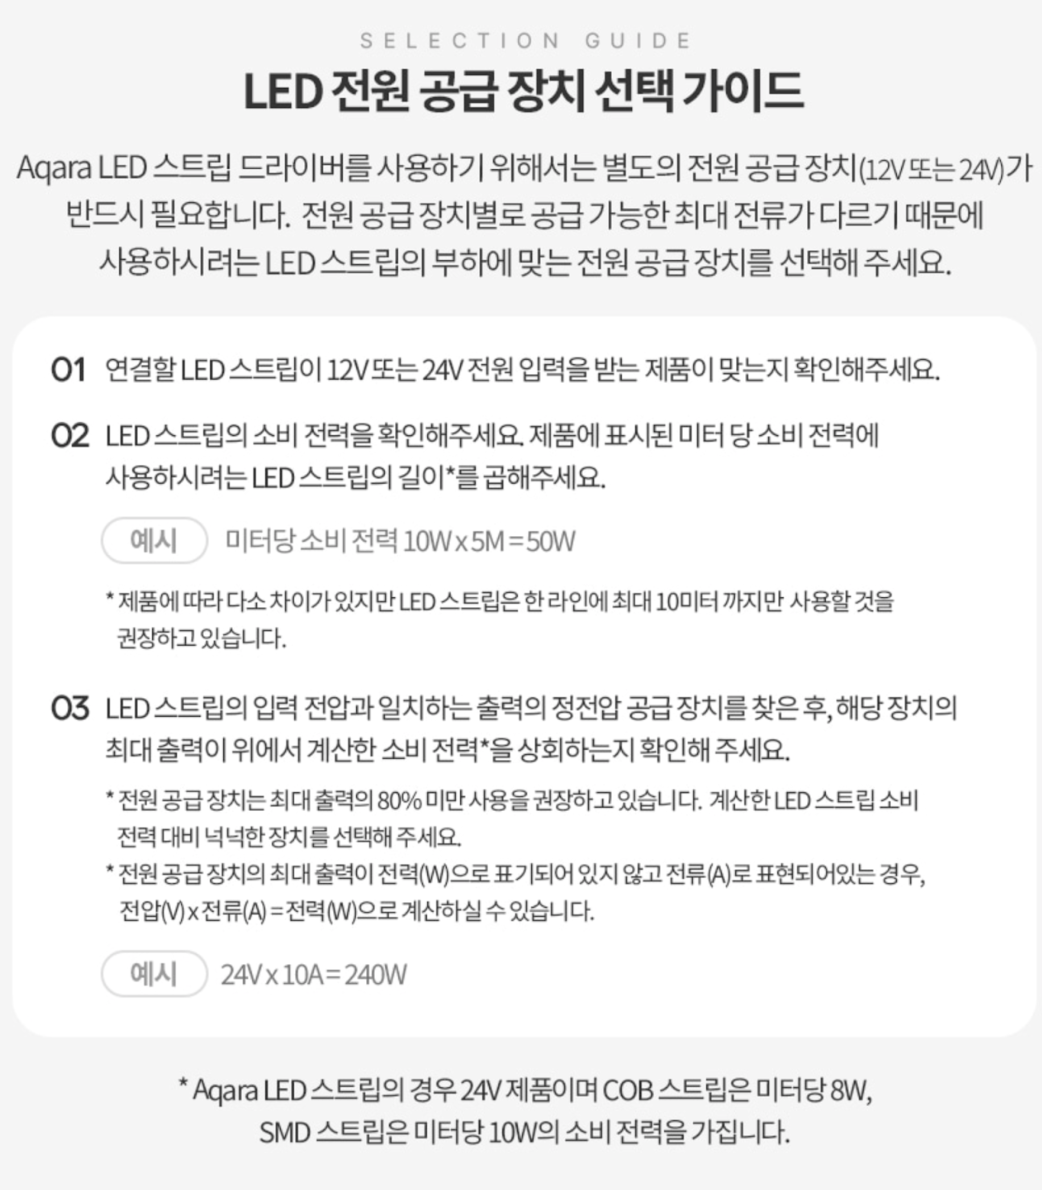 SELECTION GUIDE
LED 전원 공급 장치 선택 가이드
Aqara LED 스트립 드라이버를 사용하기 위해서는 별도의 전원 공급 장치(12V 또는 24V)가
반드시 필요합니다. 전원 공급 장치별로 공급 가능한 최대 전류가 다르기 때문에
사용하시려는 LED 스트립의 부하에 맞는 전원 공급 장치를 선택해 주세요.
01 연결할 LED 스트립이 12V 또는 24V 전원 입력을 받는 제품이 맞는지 확인해주세요.
02 LED 스트립의 소비 전력을 확인해주세요. 제품에 표시된 미터 당 소비 전력에
사용하시려는 LED 스트립의 길이*를 곱해주세요.
예시 미터당 소비 전력 10W x 5M = 50W
* 제품에 따라 다소 차이가 있지만 LED 스트립은 한 라인에 최대 10미터 까지만 사용할 것을
권장하고 있습니다.
03 LED 스트립의 입력 전압과 일치하는 출력의 정전압 공급 장치를 찾은 후, 해당 장치의
최대 출력이 위에서 계산한 소비 전력*을 상회하는지 확인해 주세요.
* 전원 공급 장치는 최대 출력의 80% 미만 사용을 권장하고 있습니다. 계산한 LED 스트립 소비
전력 대비 넉넉한 장치를 선택해 주세요.
* 전원 공급 장치의 최대 출력이 전력(W)으로 표기되어 있지 않고 전류(A)로 표현되어있는 경우,
전압(V) x 전류(A) = 전력(W)으로 계산하실 수 있습니다.
예시 24V x 10A = 240W
* Aqara LED 스트립의 경우 24V 제품이며 COB 스트립은 미터당 8W,
SMD 스트립은 미터당 10W의 소비 전력을 가집니다.